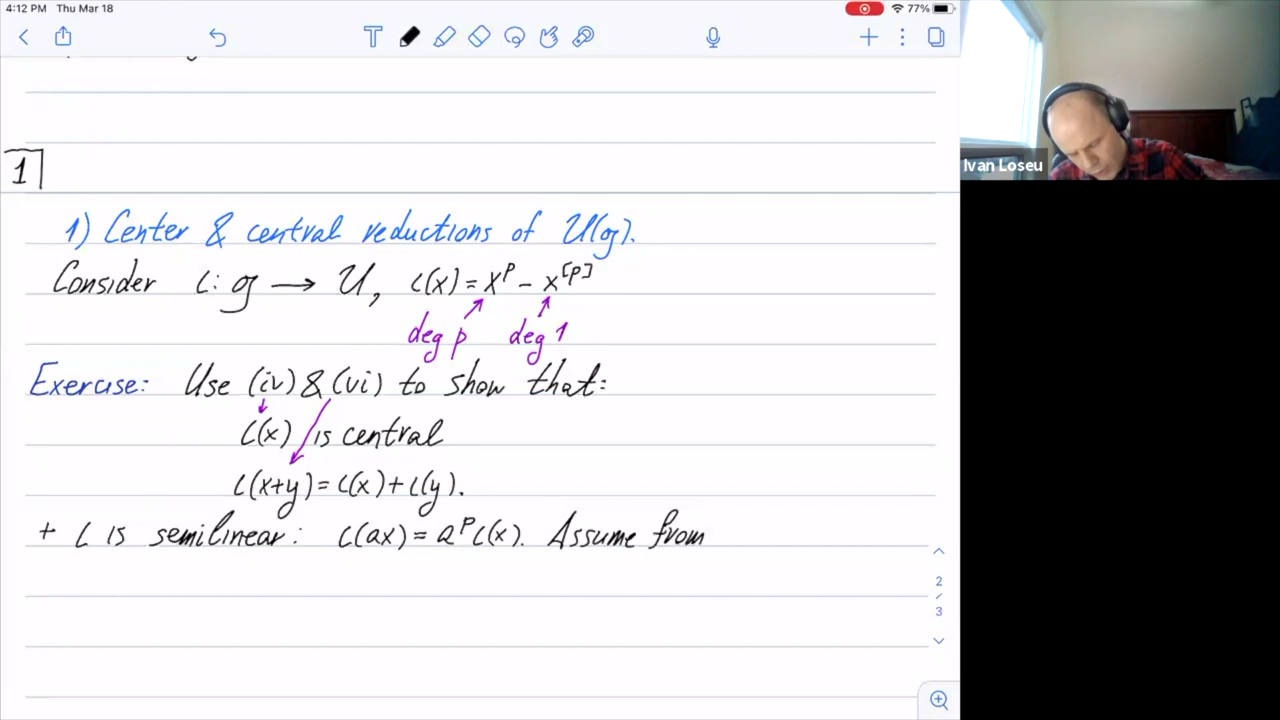 4:12 PM Thu Mar 18
77%
Ivan Loseu
1
1) Center & central reductions of U(g).
Consider ι: g → U, ι(x) = x^p - x^[p]
deg p deg 1
Exercise: Use (iv) & (vi) to show that:
ι(x) is central
ι(x+y) = ι(x) + ι(y).
+ ι is semilinear: ι(ax) = a^p ι(x). Assume from
2
/
3